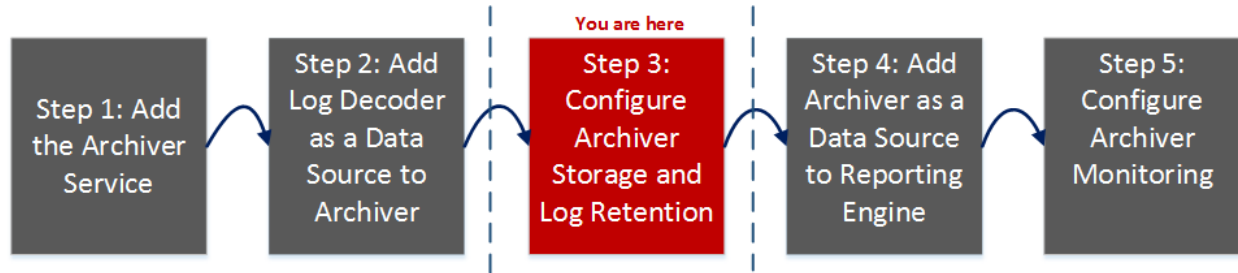 You are here
Step 1: Add
the Archiver
Service
Step 2: Add
Log Decoder
as a Data
Source to
Archiver
Step 3:
Configure
Archiver
Storage and
Log Retention
Step 4: Add
Archiver as a
Data Source
to Reporting
Engine
Step 5:
Configure
Archiver
Monitoring